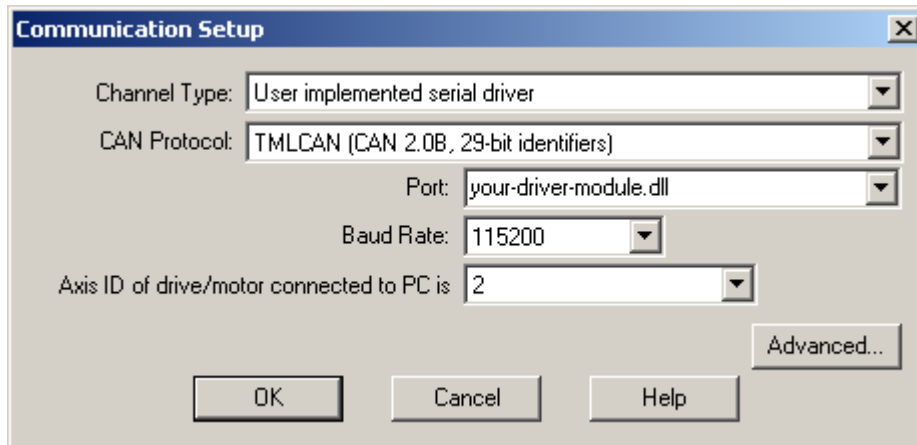 Communication Setup
Channel Type: User implemented serial driver
CAN Protocol: TMLCAN (CAN 2.0B, 29-bit identifiers)
Port: your-driver-module.dll
Baud Rate: 115200
Axis ID of drive/motor connected to PC is 2
Advanced...
OK Cancel Help